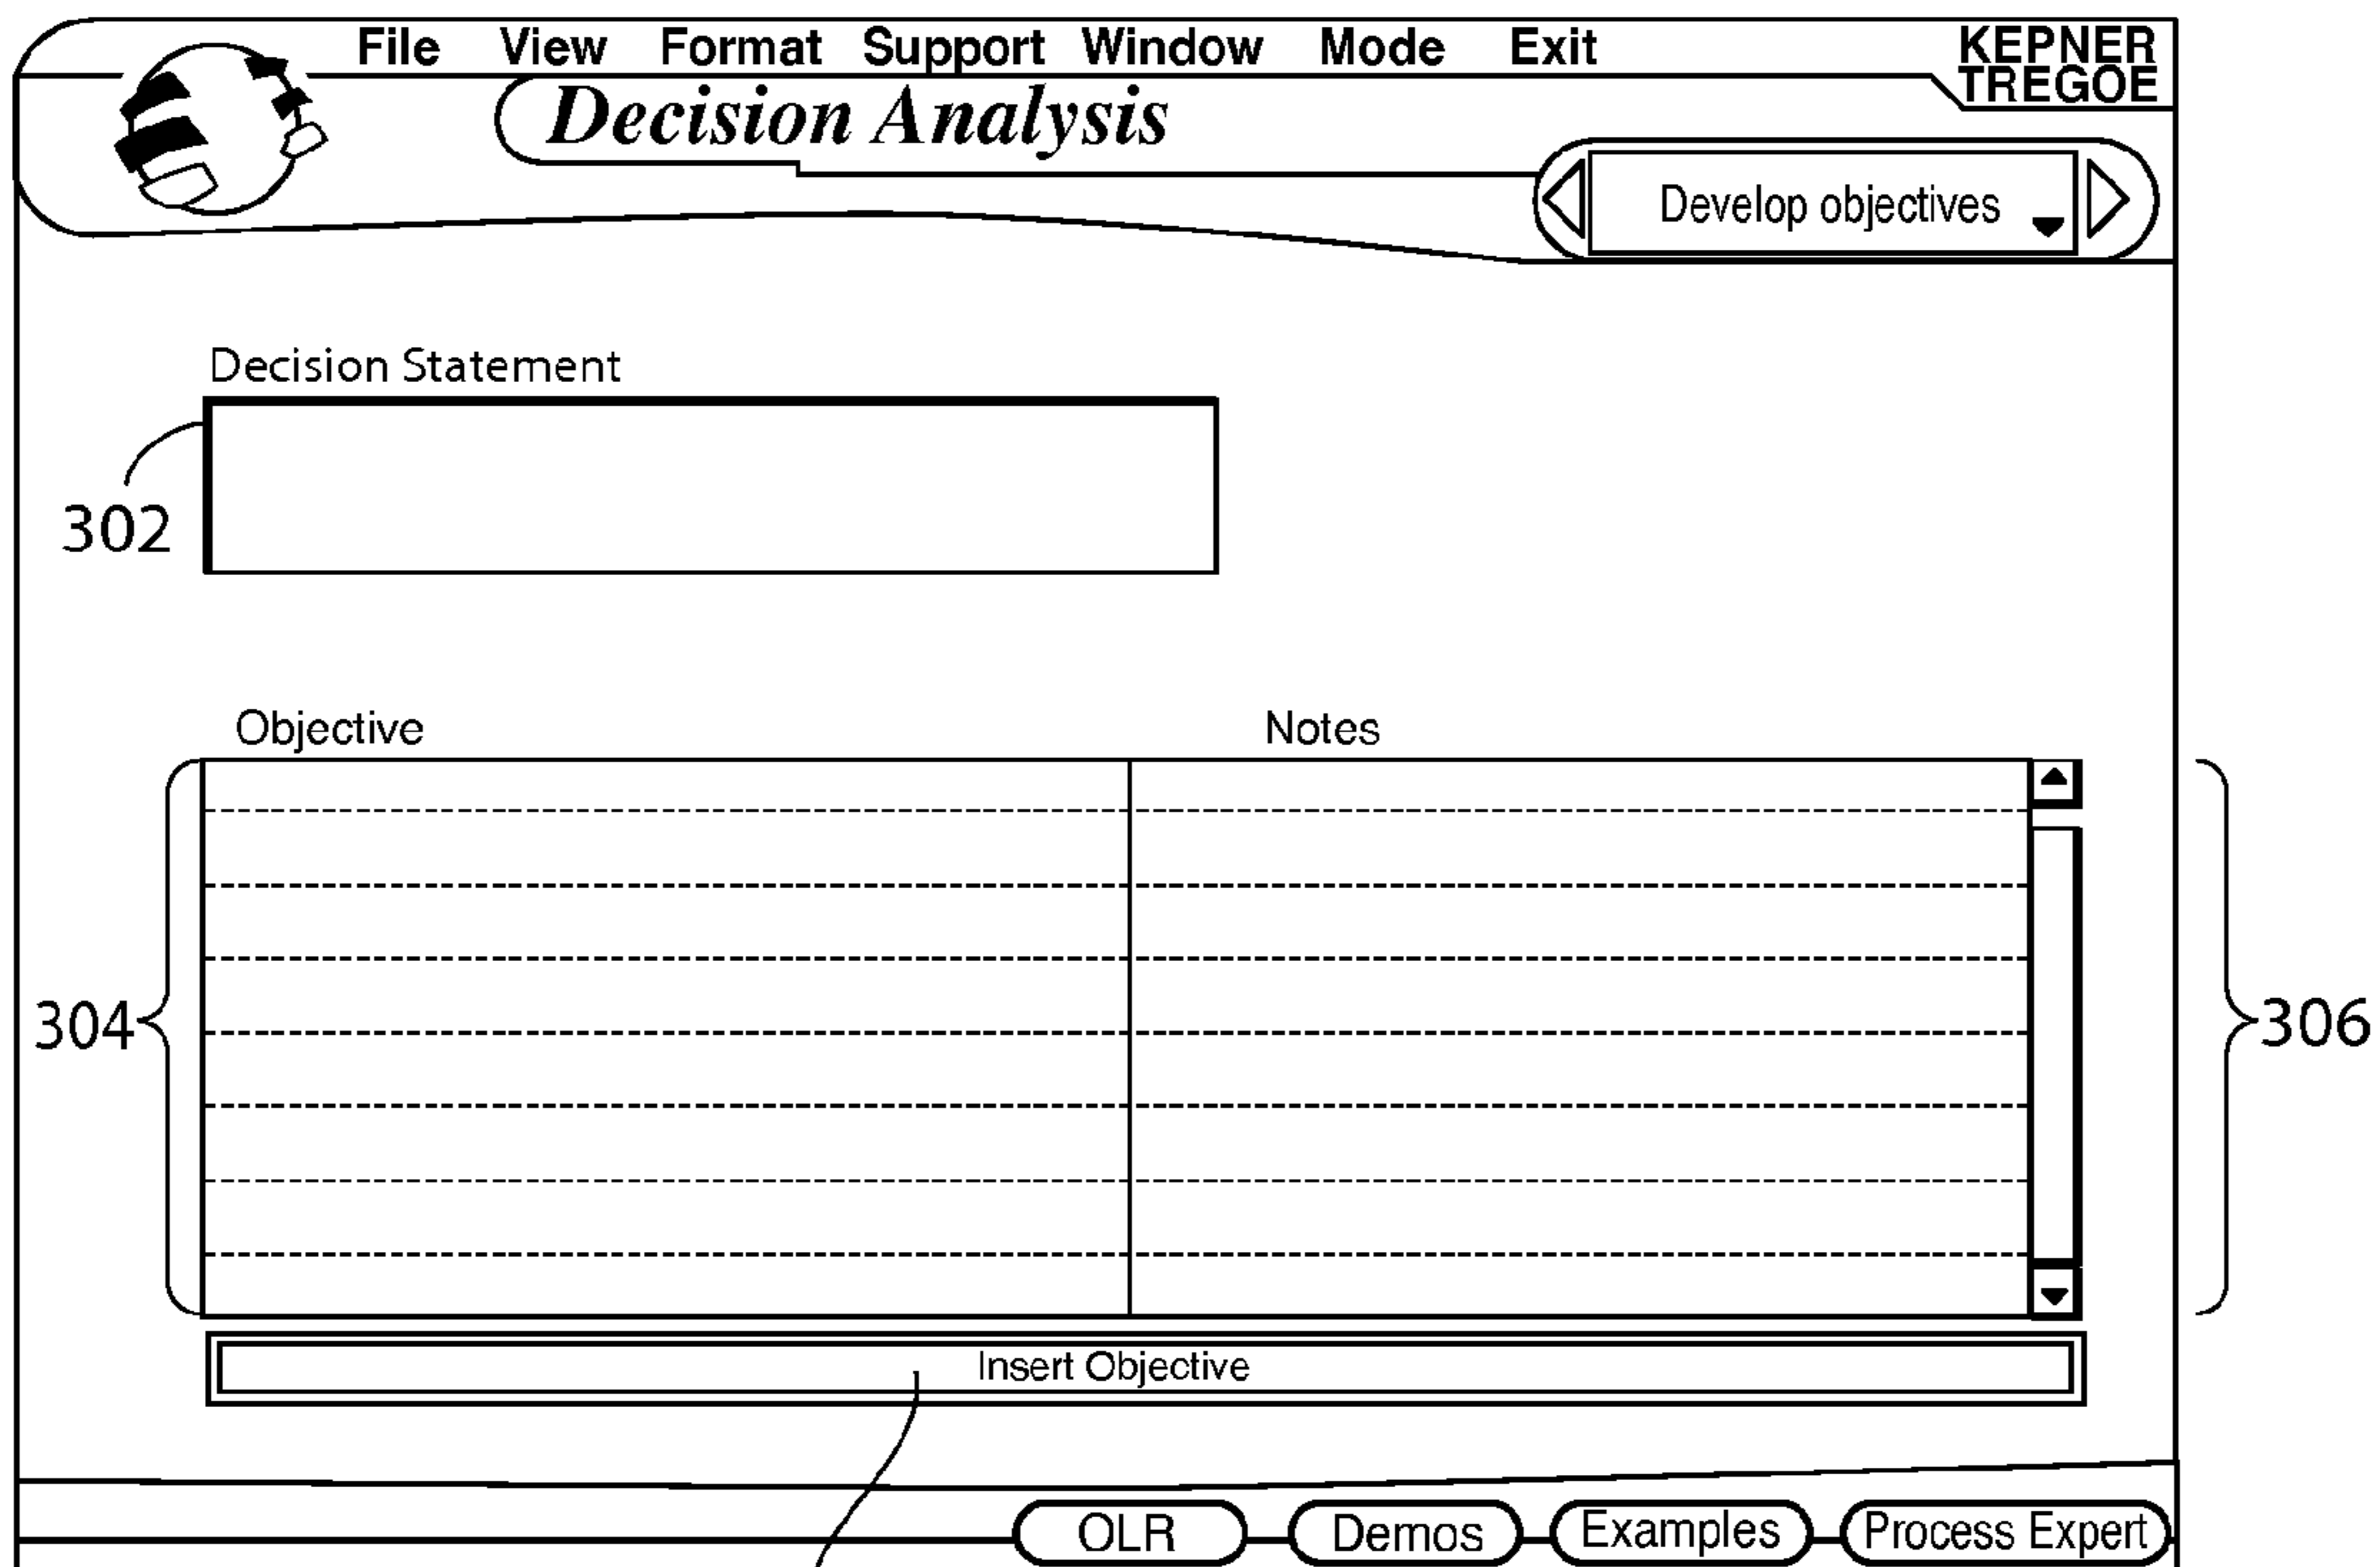 File View Format Support Window Mode Exit
KEPNER
TREGOE
Decision Analysis
Develop objectives
Decision Statement
302
Objective Notes
304
306
Insert Objective
OLR Demos Examples Process Expert